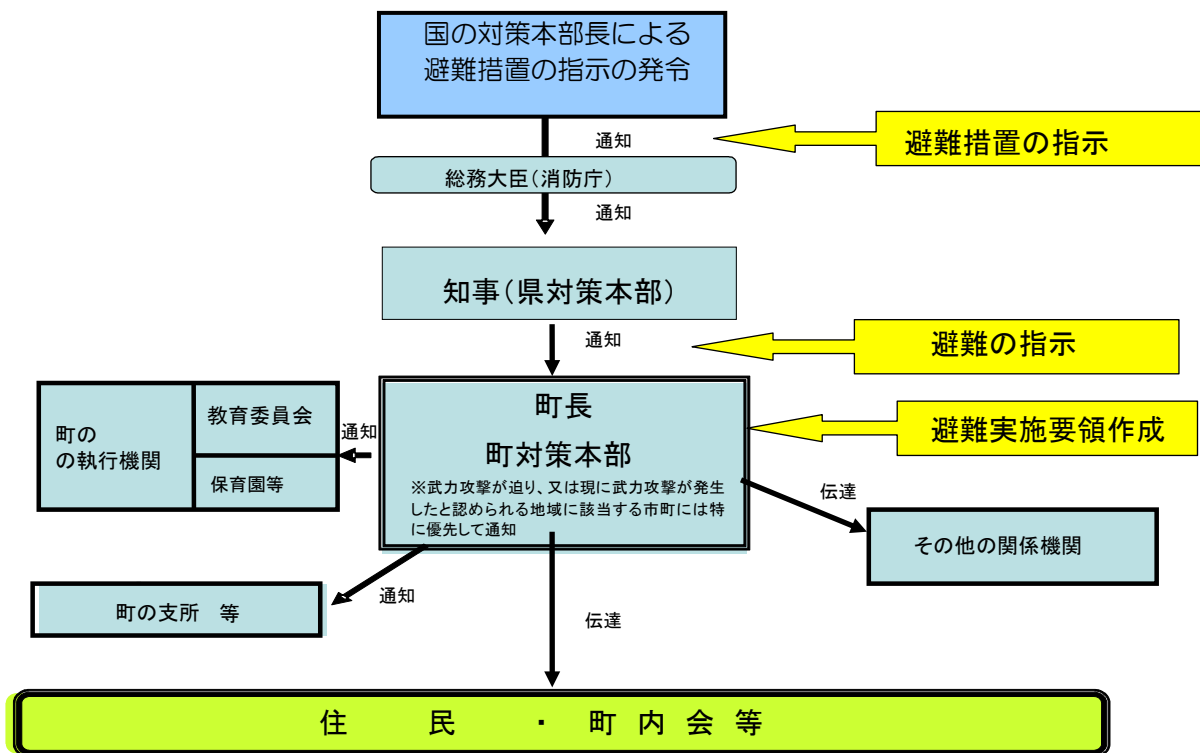 国の対策本部長による
避難措置の指示の発令
通知
避難措置の指示
総務大臣(消防庁)
通知
知事(県対策本部)
通知
避難の指示
町長
町対策本部
※武力攻撃が迫り、又は現に武力攻撃が発生
したと認められる地域に該当する市町には特
に優先して通知
避難実施要領作成
町の
の執行機関
教育委員会
保育園等
通知
伝達
その他の関係機関
町の支所 等
通知
伝達
住 民 ・ 町 内 会 等